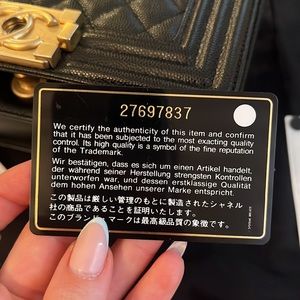 27697837
We certify the authenticity of this item and confirm
that it has been subjected to the most exacting quality
control. Its high quality is a symbol of the fine reputation
of the Trademark.
Wir bestätigen, dass es sich um einen Artikel handelt,
der während seiner Herstellung strengsten Kontrollen
unterworfen war, und dessen erstklassige Qualität
dem hohen Ansehen unserer Marke entspricht.
この製品は厳しい管理のもとに製造されたシャネル
社の商品であることを証明いたします。
このブランドマークは最高級品質の象徴です。